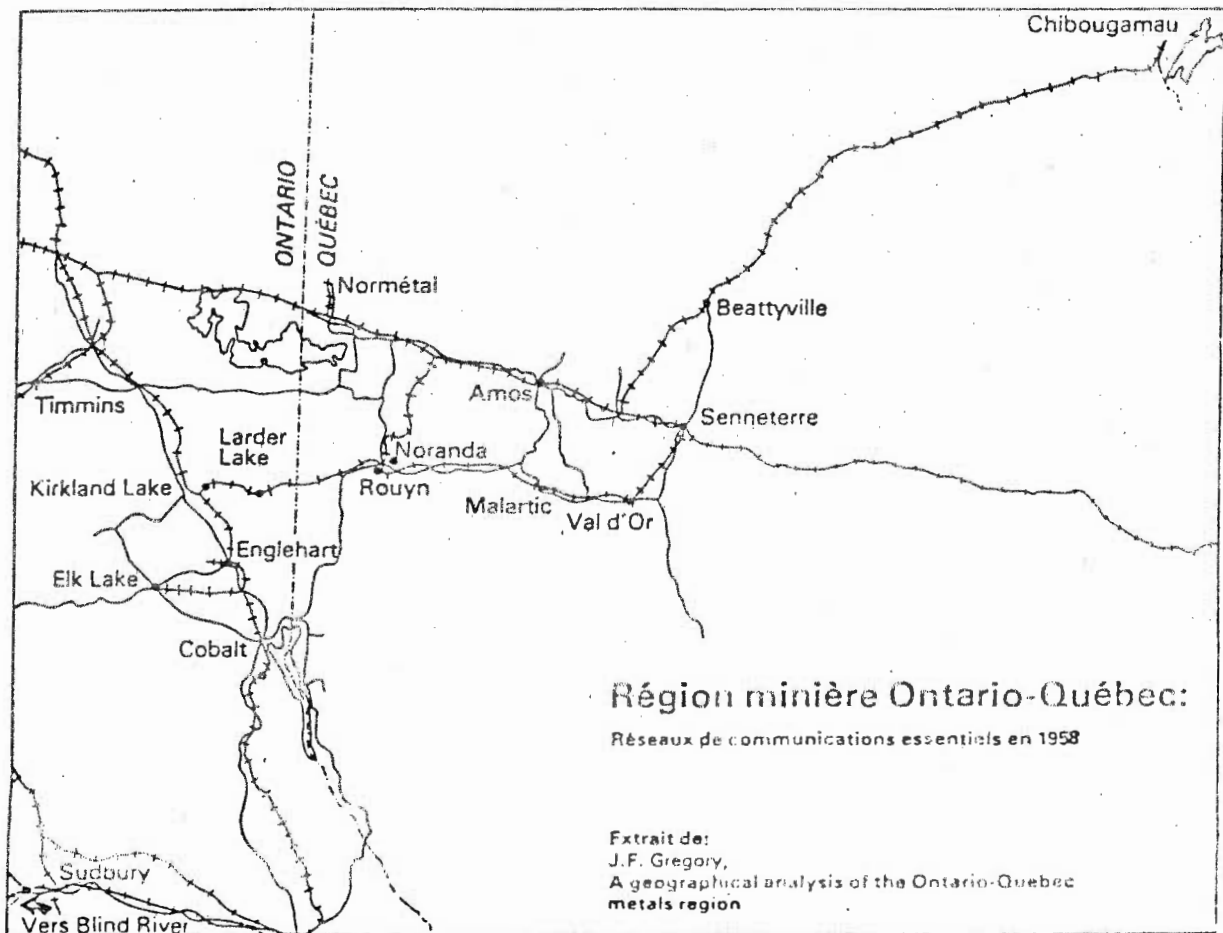 Chibougamau
ONTARIO
QUÉBEC
Normétal
Beattyville
Timmins
Amos
Senneterre
Larder
Lake
Noranda
Kirkland Lake
Rouyn
Malartic
Val d'Or
Englehart
Elk Lake
Cobalt
Région minière Ontario-Québec:
Réseaux de communications essentiels en 1958
Extrait de:
J.F. Gregory,
A geographical analysis of the Ontario-Quebec
metals region
Sudbury
Vers Blind River